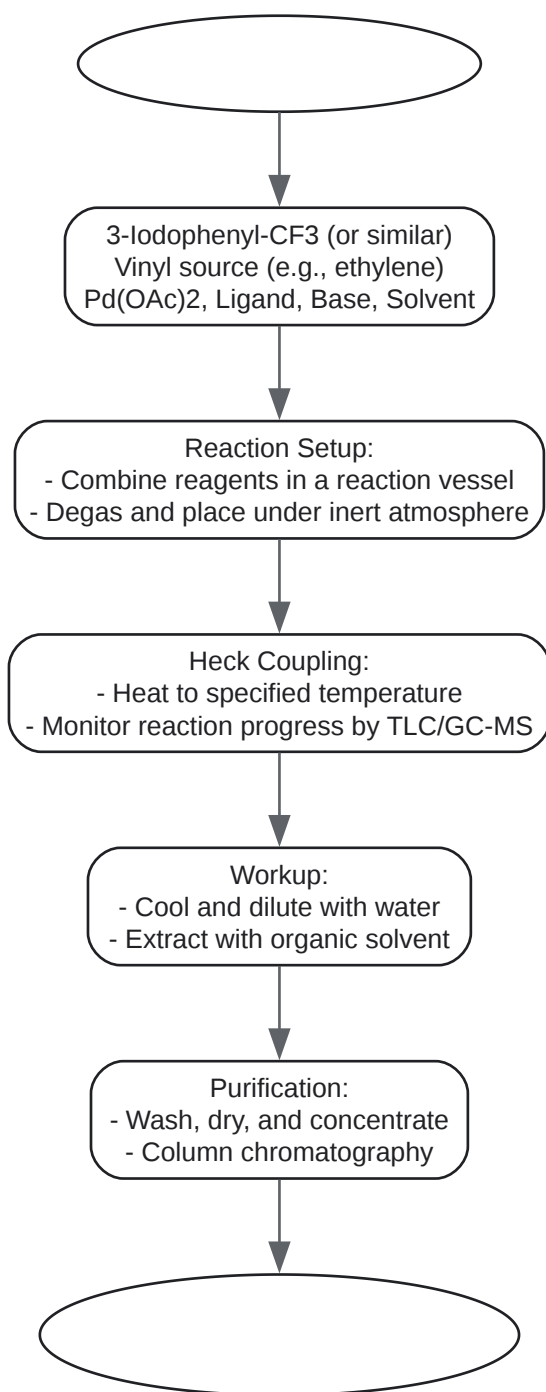 3-Iodophenyl-CF3 (or similar)
Vinyl source (e.g., ethylene)
Pd(OAc)2, Ligand, Base, Solvent
Reaction Setup:
- Combine reagents in a reaction vessel
- Degas and place under inert atmosphere
Heck Coupling:
- Heat to specified temperature
- Monitor reaction progress by TLC/GC-MS
Workup:
- Cool and dilute with water
- Extract with organic solvent
Purification:
- Wash, dry, and concentrate
- Column chromatography